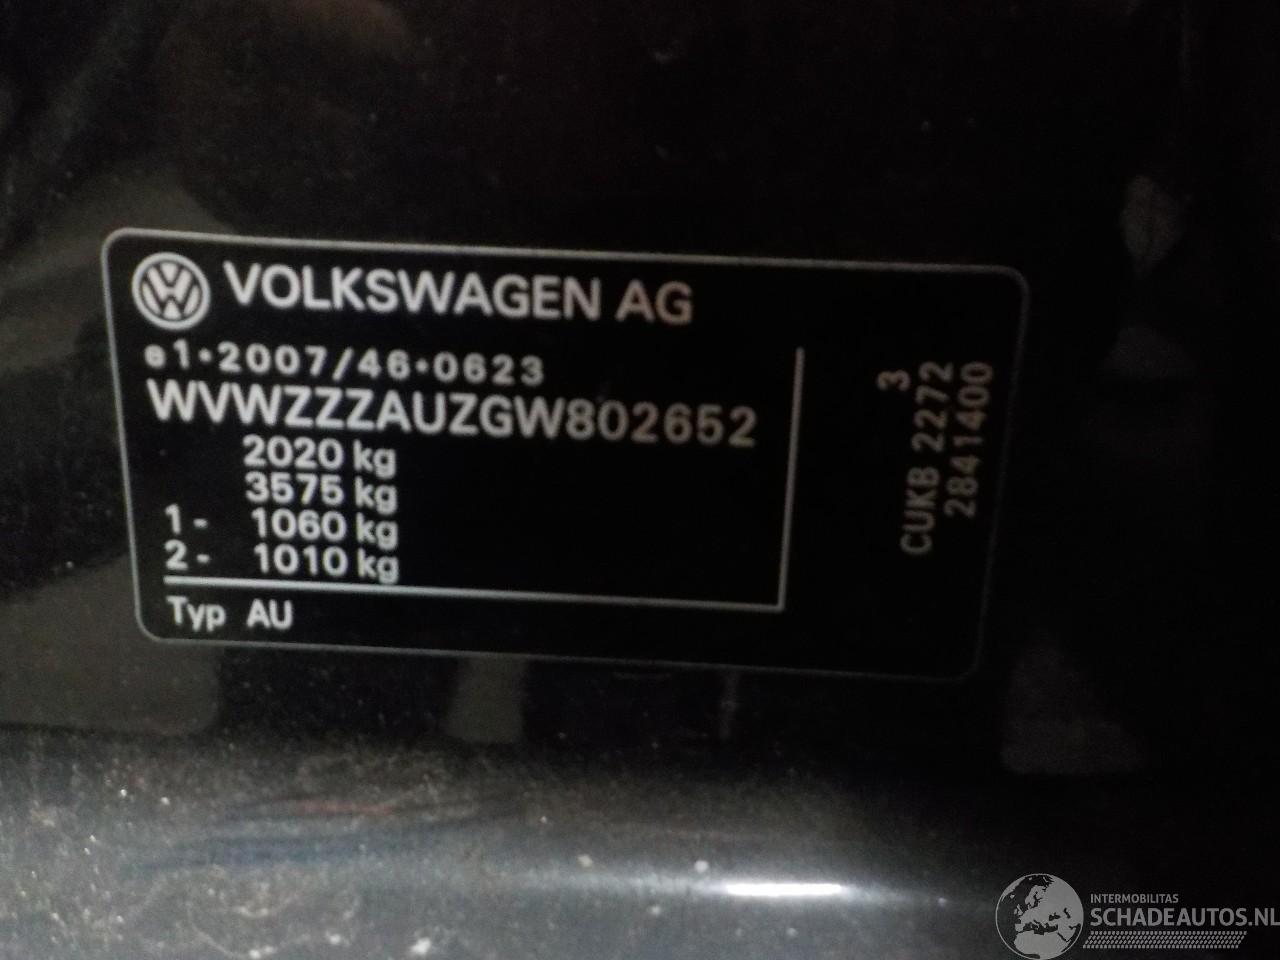 VOLKSWAGEN AG
e1*2007/46*0623
WVWZZZAUZGW802652
2020 kg
3575 kg
1- 1060 kg
2- 1010 kg
Typ AU
3
CUKB 2272
2841400
INTERMOBILITAS
SCHADEAUTOS.NL